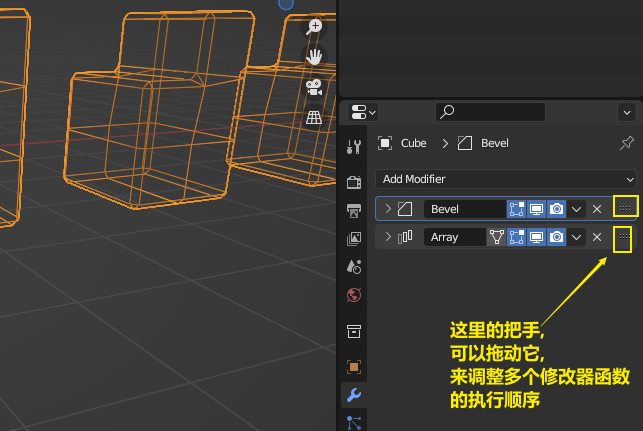 Cube > Bevel
Add Modifier
Bevel
Array
这里的把手,
可以拖动它,
来调整多个修改器函数
的执行顺序